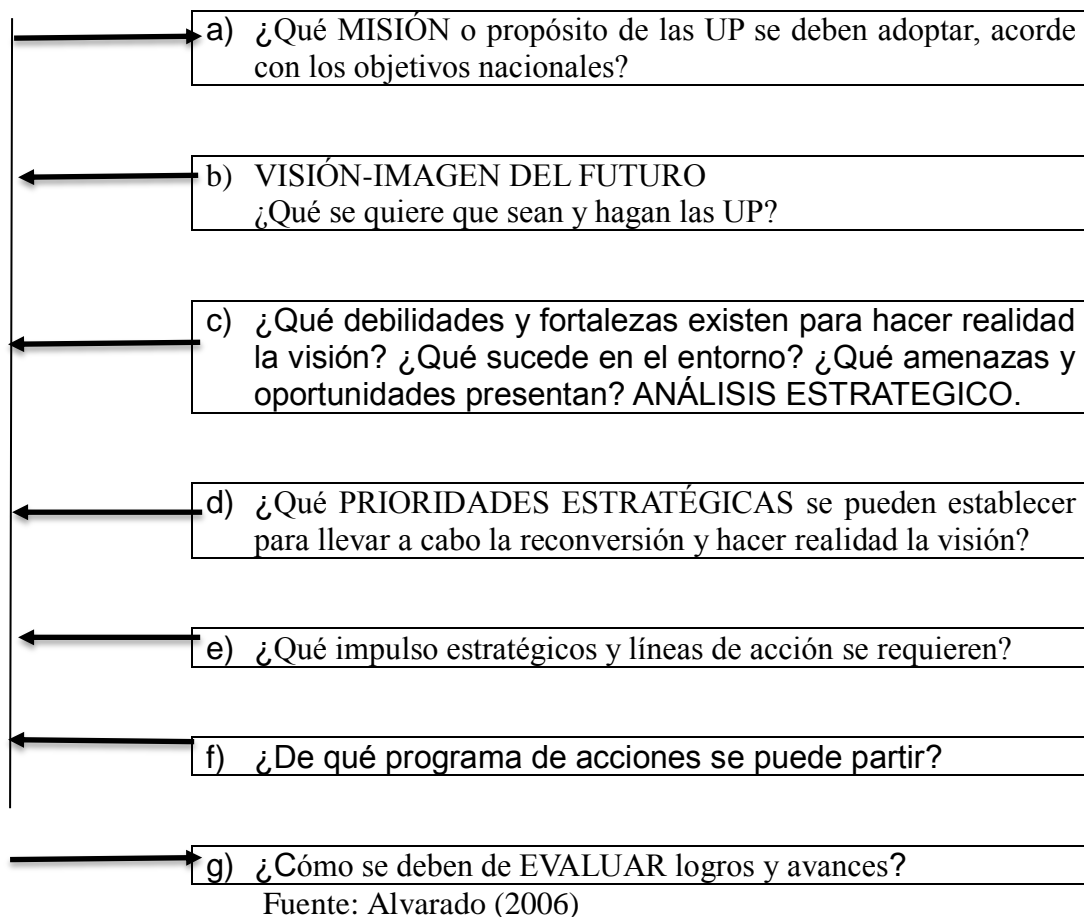 a) ¿Qué MISIÓN o propósito de las UP se deben adoptar, acorde
con los objetivos nacionales?
b) VISIÓN-IMAGEN DEL FUTURO
¿Qué se quiere que sean y hagan las UP?
c) ¿Qué debilidades y fortalezas existen para hacer realidad
la visión? ¿Qué sucede en el entorno? ¿Qué amenazas y
oportunidades presentan? ANÁLISIS ESTRATEGICO.
d) ¿Qué PRIORIDADES ESTRATÉGICAS se pueden establecer
para llevar a cabo la reconversión y hacer realidad la visión?
e) ¿Qué impulso estratégicos y líneas de acción se requieren?
f) ¿De qué programa de acciones se puede partir?
g) ¿Cómo se deben de EVALUAR logros y avances?
Fuente: Alvarado (2006)